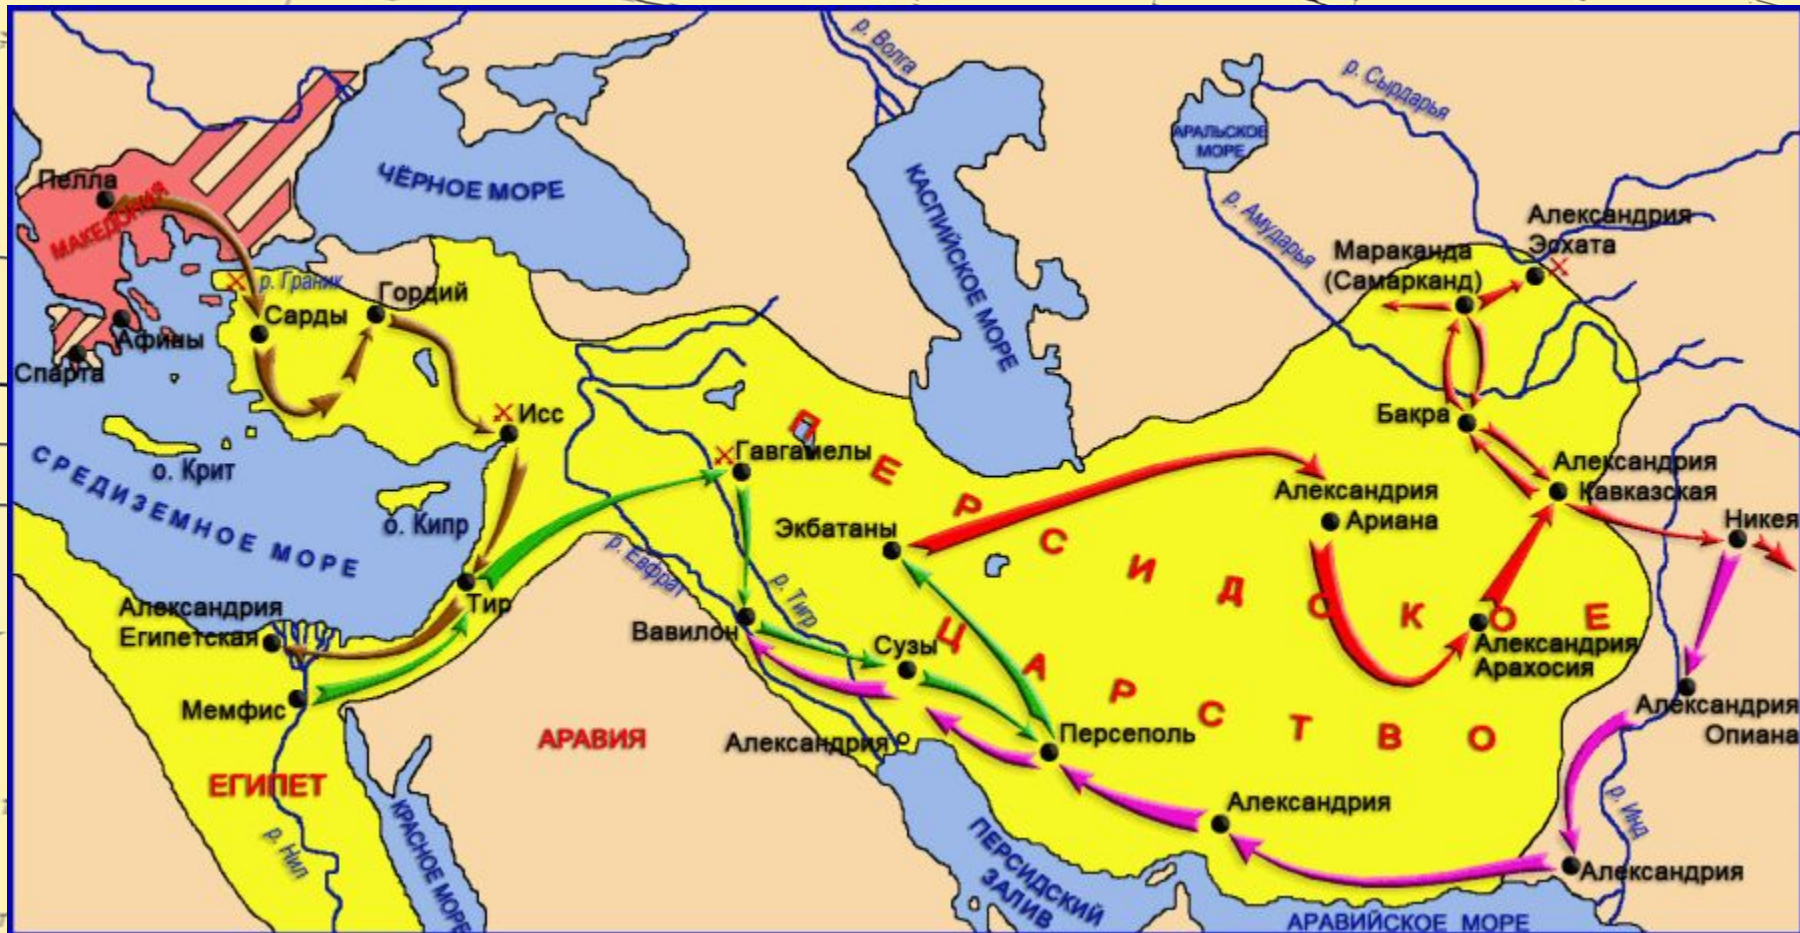 р. Волга
р. Сырдарья
АРАЛЬСКОЕ
МОРЕ
ЧЁРНОЕ МОРЕ
КАСПИЙСКОЕ МОРЕ
р. Амударья
Пелла
МАКЕДОНИЯ
Александрия
Эсхата
Мараканда
(Самарканд)
р. Граник
Гордий
Сарды
Афины
Спарта
Исс
Бакра
о. Крит
СРЕДИЗЕМНОЕ МОРЕ
о. Кипр
Гавгамелы
ПЕРСИДСКОЕ
ЦАРСТВО
Александрия
Кавказская
Александрия
Ариана
Экбатаны
Никея
р. Евфрат
р. Тигр
Тир
Александрия
Египетская
Вавилон
Сузы
Александрия
Арахосия
Мемфис
Александрия
Опиана
АРАВИЯ
Александрия
Персеполь
ЕГИПЕТ
р. Нил
КРАСНОЕ МОРЕ
Александрия
р. Инд
ПЕРСИДСКИЙ
ЗАЛИВ
Александрия
АРАВИЙСКОЕ МОРЕ